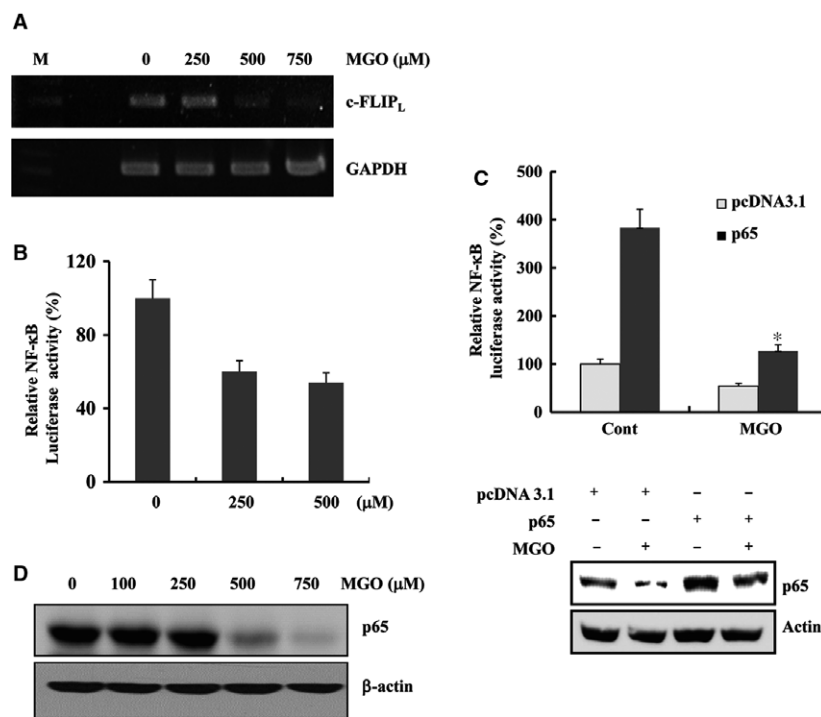 A
M 0 250 500 750 MGO (µM)
c-FLIPL
GAPDH
B
Relative NF-κB
Luciferase activity (%)
120
80
40
0
0 250 500 (µM)
C
Relative NF-κB
luciferase activity (%)
500
400
300
200
100
0
pcDNA3.1
p65
*
Cont MGO
pcDNA 3.1 + + − −
p65 − − + +
MGO − + − +
p65
Actin
D
0 100 250 500 750 MGO (µM)
p65
β-actin